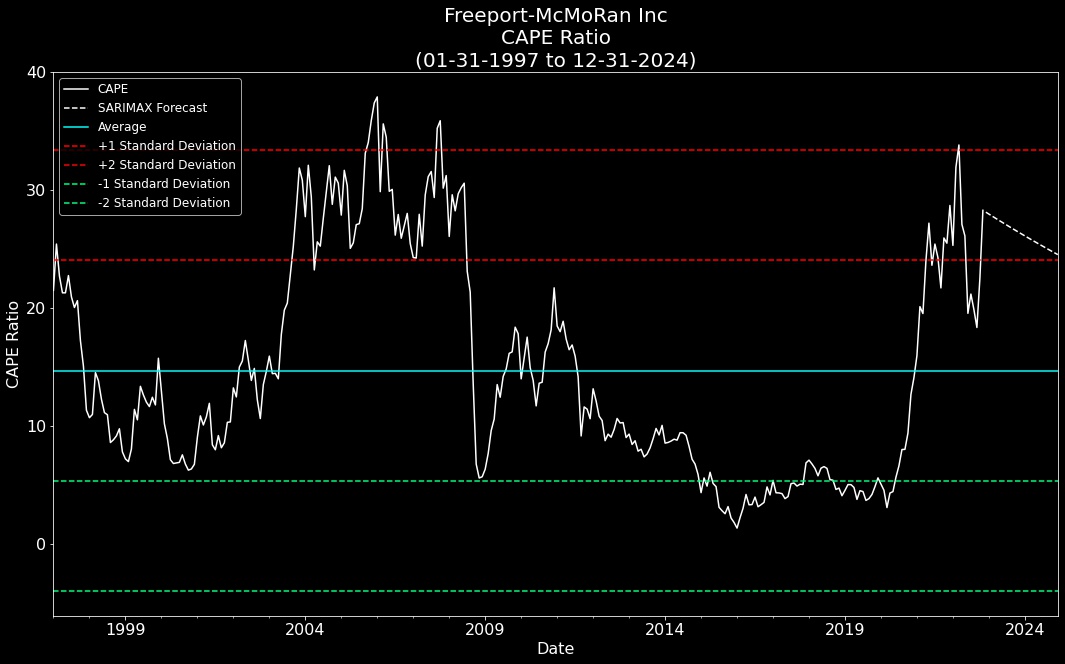 Freeport-McMoRan Inc
CAPE Ratio
(01-31-1997 to 12-31-2024)
CAPE
SARIMAX Forecast
Average
+1 Standard Deviation
+2 Standard Deviation
-1 Standard Deviation
-2 Standard Deviation
CAPE Ratio
40
30
20
10
0
1999 2004 2009 2014 2019 2024
Date